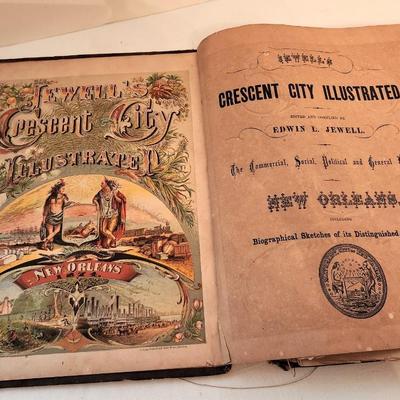 JEWELL'S
Crescent City
ILLUSTRATED
NEW ORLEANS
JEWELL'S
CRESCENT CITY ILLUSTRATED
EDITED AND COMPILED BY
EDWIN L. JEWELL.
The Commercial, Social, Political and General
NEW ORLEANS,
INCLUDING
Biographical Sketches of its Distinguished